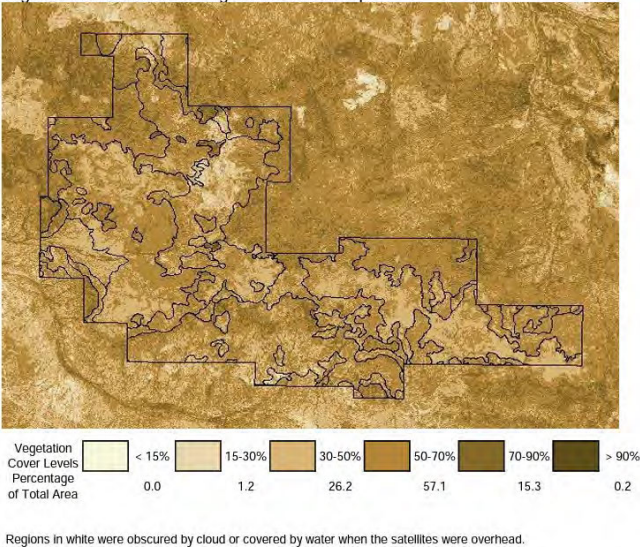 Vegetation
Cover Levels
< 15%
15-30%
30-50%
50-70%
70-90%
> 90%
Percentage
of Total Area
0.0
1.2
26.2
57.1
15.3
0.2
Regions in white were obscured by cloud or covered by water when the satellites were overhead.